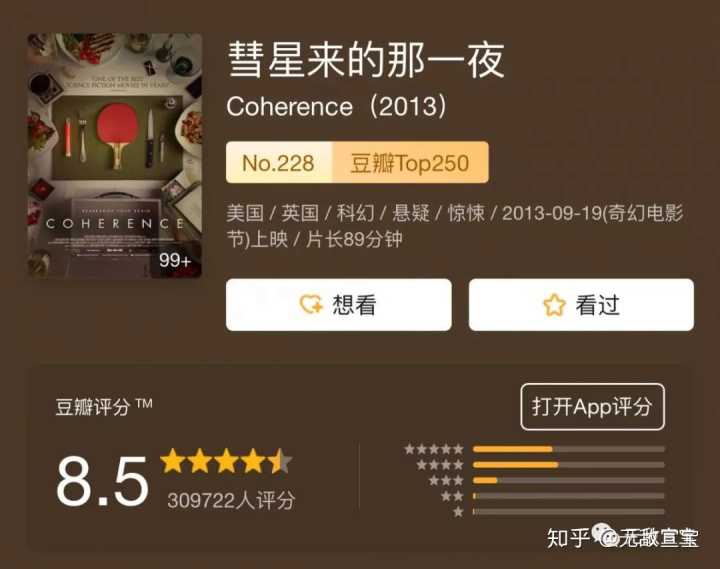 彗星来的那一夜
Coherence（2013）
"ONE OF THE BEST
SCIENCE FICTION MOVIES IN YEARS"
COHERENCE
99+
No.228 豆瓣Top250
美国 / 英国 / 科幻 / 悬疑 / 惊悚 / 2013-09-19(奇幻电影
节)上映 / 片长89分钟
想看 看过
豆瓣评分™
打开App评分
8.5
309722人评分
知乎 @无敌宣宝